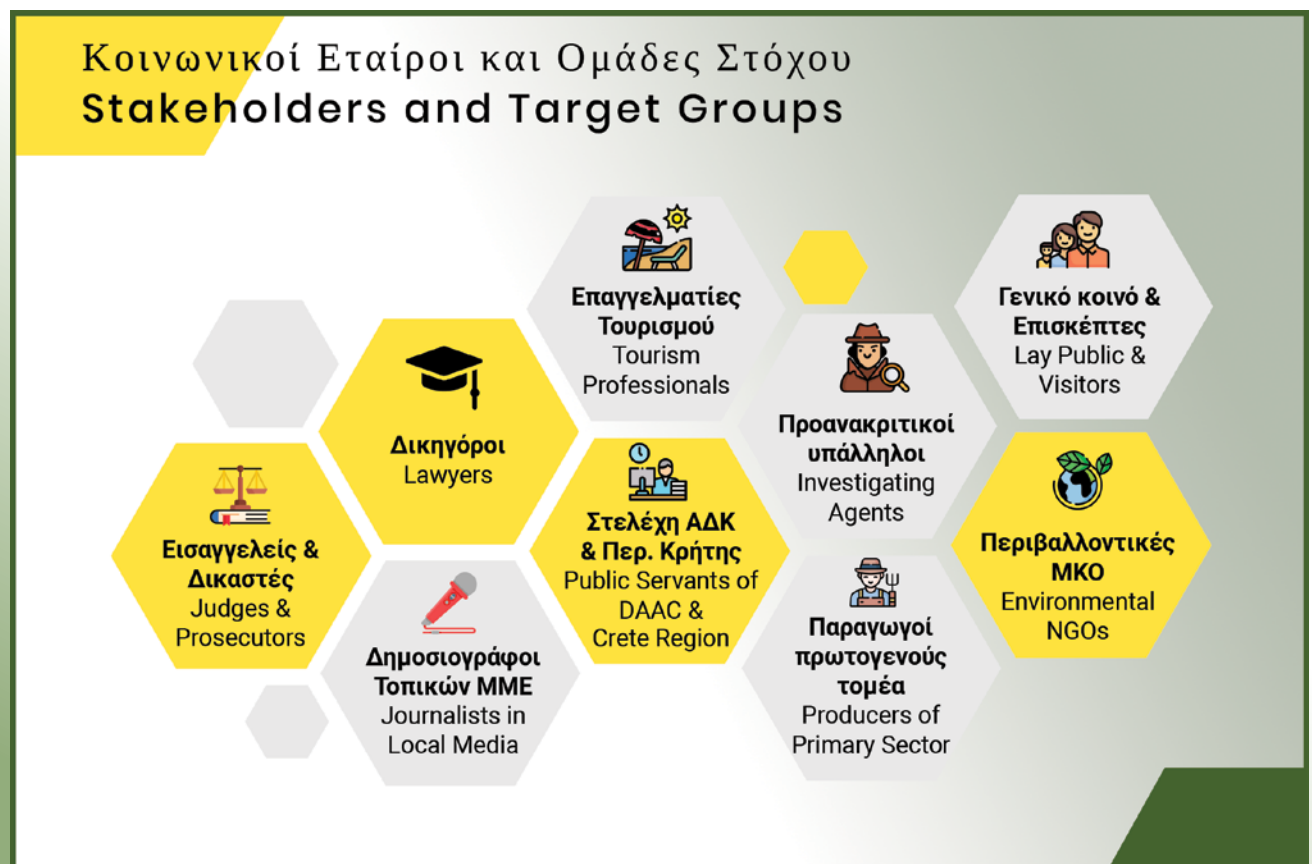 Κοινωνικοί Εταίροι και Ομάδες Στόχου
Stakeholders and Target Groups
Επαγγελματίες
Τουρισμού
Tourism
Professionals
Γενικό κοινό &
Επισκέπτες
Lay Public &
Visitors
Δικηγόροι
Lawyers
Προανακριτικοί
υπάλληλοι
Investigating
Agents
Εισαγγελείς &
Δικαστές
Judges &
Prosecutors
Στελέχη ΑΔΚ
& Περ. Κρήτης
Public Servants of
DAAC &
Crete Region
Περιβαλλοντικές
ΜΚΟ
Environmental
NGOs
Δημοσιογράφοι
Τοπικών ΜΜΕ
Journalists in
Local Media
Παραγωγοί
πρωτογενούς
τομέα
Producers of
Primary Sector